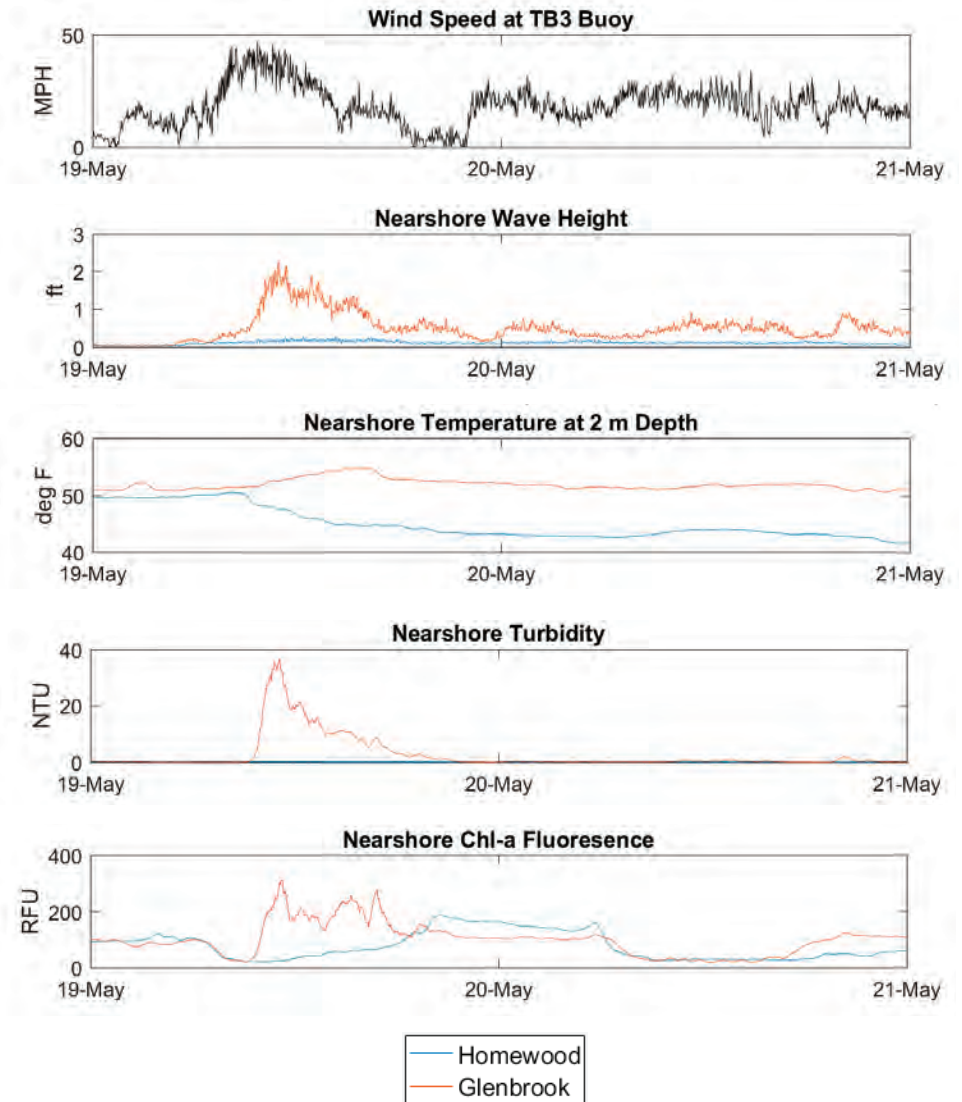 Wind Speed at TB3 Buoy
50
MPH
0
19-May 20-May 21-May
Nearshore Wave Height
3
2
ft
1
0
19-May 20-May 21-May
Nearshore Temperature at 2 m Depth
60
deg F
50
40
19-May 20-May 21-May
Nearshore Turbidity
40
NTU
20
0
19-May 20-May 21-May
Nearshore Chl-a Fluoresence
400
RFU
200
0
19-May 20-May 21-May
Homewood
Glenbrook